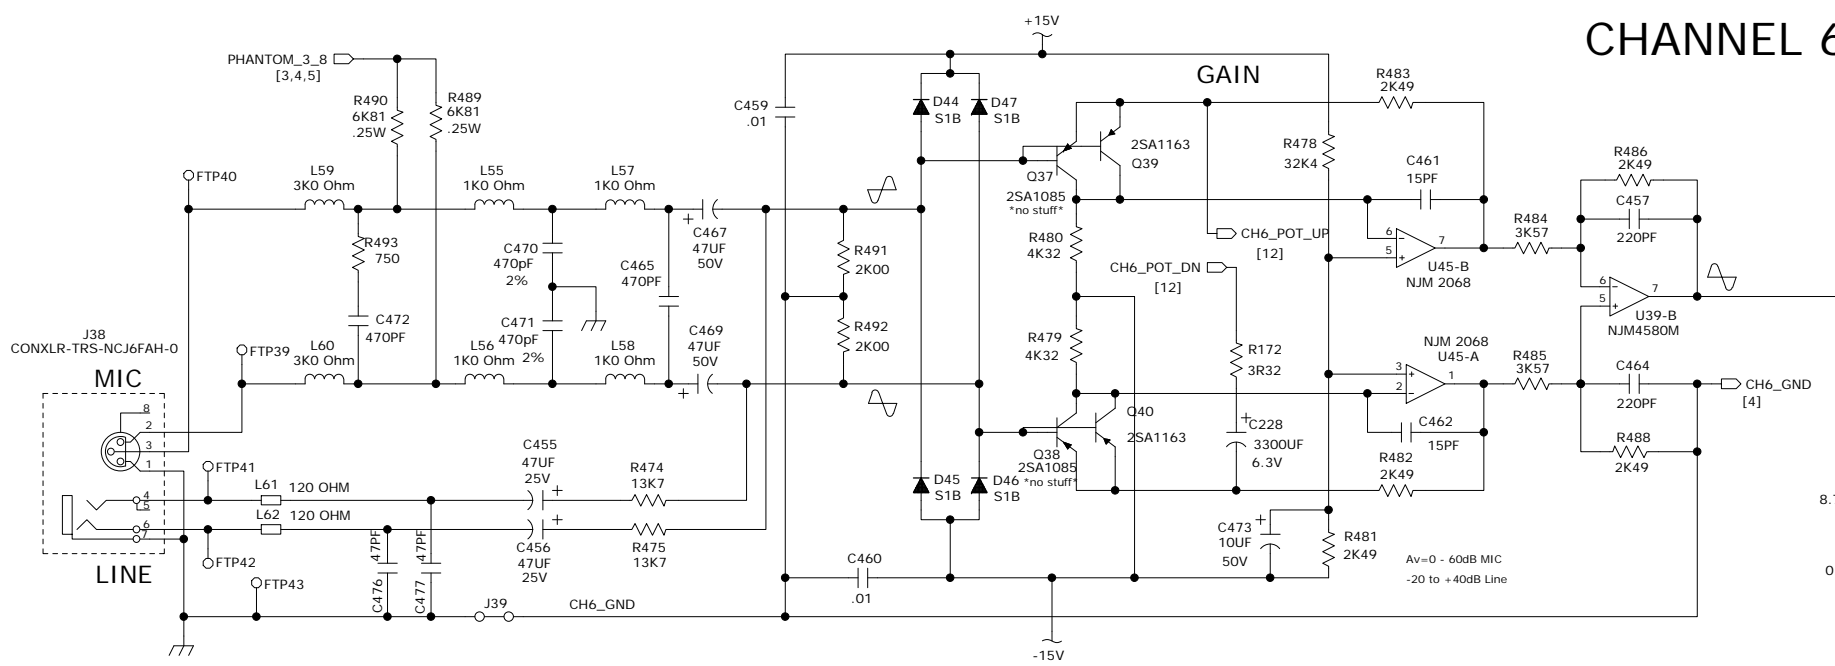 CHANNEL 6
+15V
PHANTOM_3_8
[3,4,5]
GAIN
R483
2K49
R490
6K81
.25W
R489
6K81
.25W
C459
.01
D44
S1B
D47
S1B
2SA1163
Q39
R478
32K4
C461
15PF
R486
2K49
FTP40
L59
3K0 Ohm
L55
1K0 Ohm
L57
1K0 Ohm
Q37
2SA1085
*no stuff*
C457
220PF
+
C467
47UF
50V
R493
750
C470
470pF
2%
C465
470PF
R491
2K00
R480
4K32
CH6_POT_UP
[12]
6
-
5
+
7
U45-B
NJM 2068
R484
3K57
CH6_POT_DN
[12]
6
-
5
+
7
U39-B
NJM4580M
J38
CONXLR-TRS-NCJ6FAH-0
C472
470PF
C471
470pF
2%
C469
47UF
50V
+
R492
2K00
R479
4K32
R172
3R32
NJM 2068
U45-A
3
+
2
-
1
R485
3K57
C464
220PF
CH6_GND
[4]
FTP39
L60
3K0 Ohm
L56
1K0 Ohm
L58
1K0 Ohm
MIC
8
2
3
1
4
5
6
7
LINE
Q40
2SA1163
Q38
2SA1085
*no stuff*
+
C228
3300UF
6.3V
C462
15PF
R482
2K49
R488
2K49
FTP41
L61
120 OHM
L62
120 OHM
FTP42
C455
47UF
25V
+
R474
13K7
+
C456
47UF
25V
R475
13K7
D45
S1B
D46
S1B
+
C473
10UF
50V
R481
2K49
Av=0 - 60dB MIC
-20 to +40dB Line
8.
0
FTP43
C476
47PF
C477
47PF
C460
.01
J39
CH6_GND
-15V